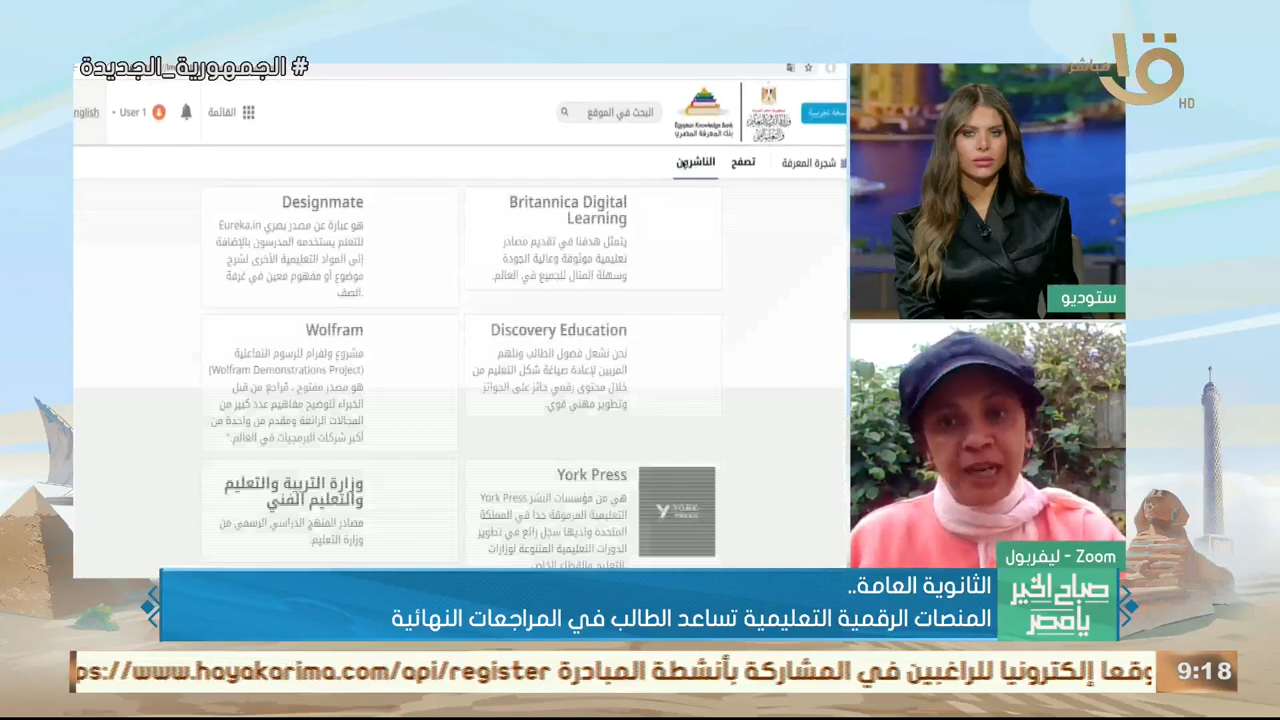 # الجمهورية_الجديدة
مباشر
HD
nglish
User 1
القائمة
البحث في الموقع
Egyptian Knowledge Bank
بنك المعرفة المصري
شجرة المعرفة
تصفح
الناشرون
Britannica Digital
Learning
يتمثل هدفنا في تقديم مصادر
تعليمية موثوقة وعالية الجودة
وسهلة المنال للجميع في العالم.
Designmate
Eureka.in هو عبارة عن مصدر بصري
للتعلم يستخدمه المدرسون بالإضافة
إلى المواد التعليمية الأخرى لشرح
موضوع أو مفهوم معين في غرفة
الصف.
Discovery Education
نحن نشعل فضول الطالب ونلهم
المربين لإعادة صياغة شكل التعليم من
خلال محتوى رقمي حائز على الجوائز
وتطوير مهني قوي.
Wolfram
مشروع ولفرام للرسوم التفاعلية
(Wolfram Demonstrations Project)
هو مصدر مفتوح ، مُراجع من قبل
الخبراء لتوضيح مفاهيم عدد كبير من
المجالات الرائعة ومقدم من واحدة من
أكبر شركات البرمجيات في العالم."
York Press
York Press هي من مؤسسات النشر
التعليمية المرموقة جدا في المملكة
المتحدة ولديها سجل رائع في تطوير
الدورات التعليمية المتنوعة لوزارات
التعليم والقطاع الخاص
وزارة التربية والتعليم
والتعليم الفني
مصادر المنهج الدراسي الرسمي من
وزارة التعليم.
ستوديو
Zoom - ليفربول
صباح الخير
يا مصر
الثانوية العامة..
المنصات الرقمية التعليمية تساعد الطالب في المراجعات النهائية
وقعا إلكترونيا للراغبين في المشاركة بأنشطة المبادرة ps://www.hayakarima.com/api/register
9:18